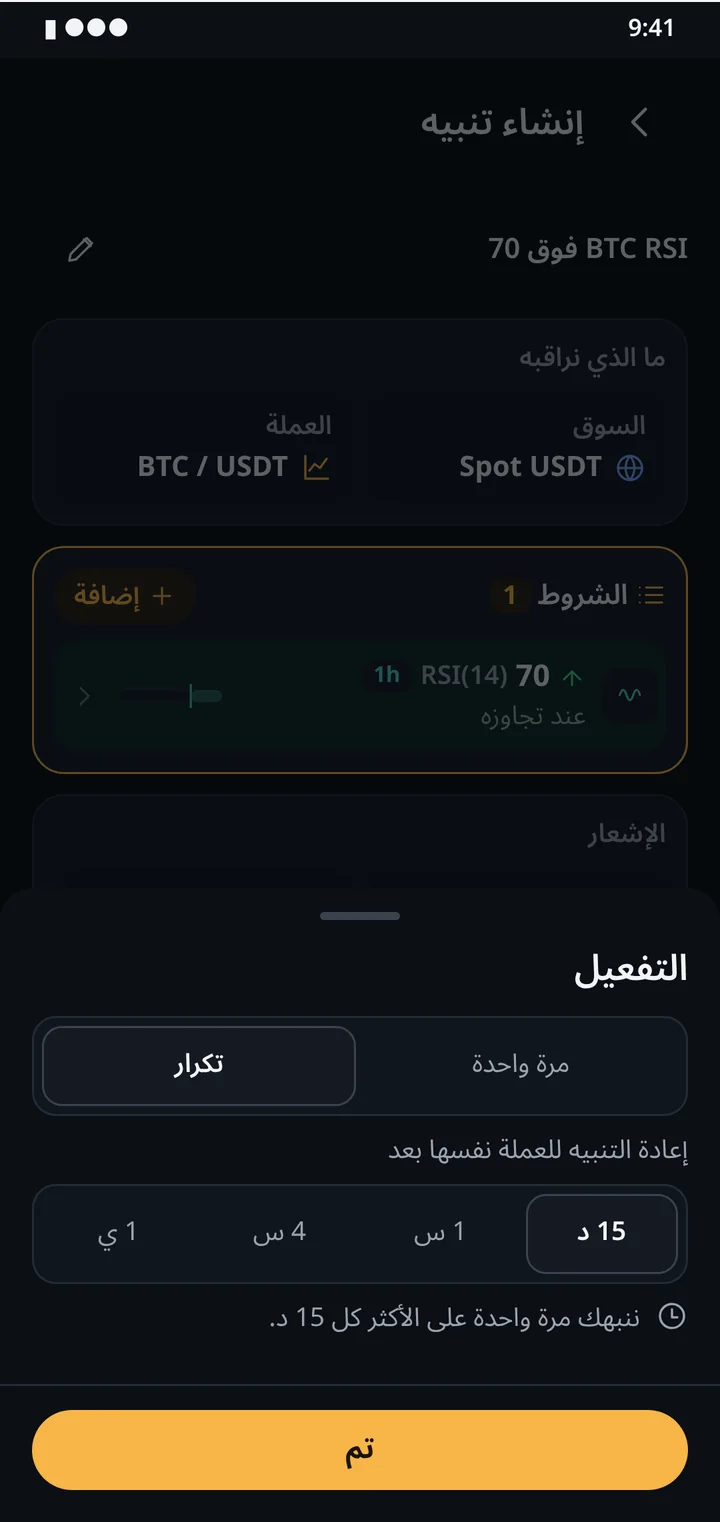 9:41
إنشاء تنبيه
BTC RSI فوق 70
ما الذي نراقبه
السوق
Spot USDT
العملة
BTC / USDT
الشروط 1
+ إضافة
70 RSI(14) 1h
عند تجاوزه
الإشعار
التفعيل
مرة واحدة
تكرار
إعادة التنبيه للعملة نفسها بعد
15 د
1 س
4 س
1 ي
ننبهك مرة واحدة على الأكثر كل 15 د.
تم